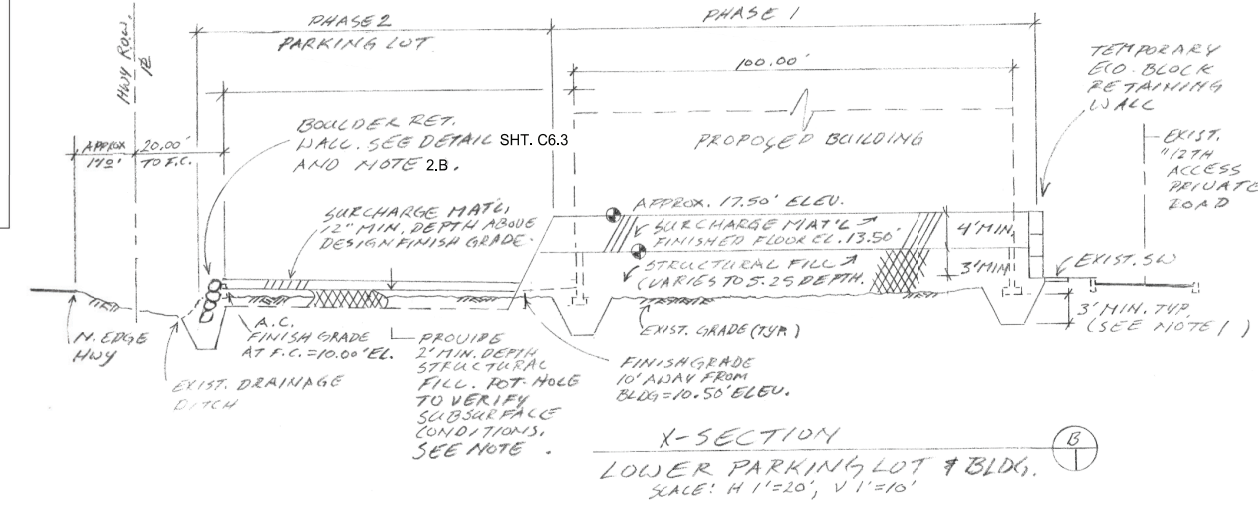 PHASE 2
PARKING LOT
PHASE 1
HWY ROW
100.00'
TEMPORARY
ECO-BLOCK
RETAINING
WALL
PROPOSED BUILDING
APPROX
20.00'
TO F.C.
BOULDER RET.
WALL. SEE DETAIL SHT. C6.3
AND NOTE 2.B.
EXIST.
"12TH
ACCESS
PRIVATE
ROAD
SURCHARGE MAT'L,
12" MIN. DEPTH ABOVE
DESIGN FINISH GRADE.
APPROX. 17.50' ELEV.
SURCHARGE MAT'L
FINISHED FLOOR EL. 13.50'
4' MIN.
STRUCTURAL FILL
(VARIES TO 5.25 DEPTH.
3' MIN
EXIST SW
3' MIN. TYP.
(SEE NOTE 1)
N. EDGE
HWY
A.C.
FINISH GRADE
AT F.C. = 10.00' EL.
EXIST. DRAINAGE
DITCH
PROVIDE
2' MIN. DEPTH
STRUCTURAL
FILL. POT-HOLE
TO VERIFY
SUBSURFACE
CONDITIONS.
SEE NOTE .
EXIST. GRADE (TYP.)
FINISH GRADE
10' AWAY FROM
BLDG = 10.50' ELEV.
X-SECTION
B
1
LOWER PARKING LOT & BLDG.
SCALE: H 1"=20', V 1"=10'